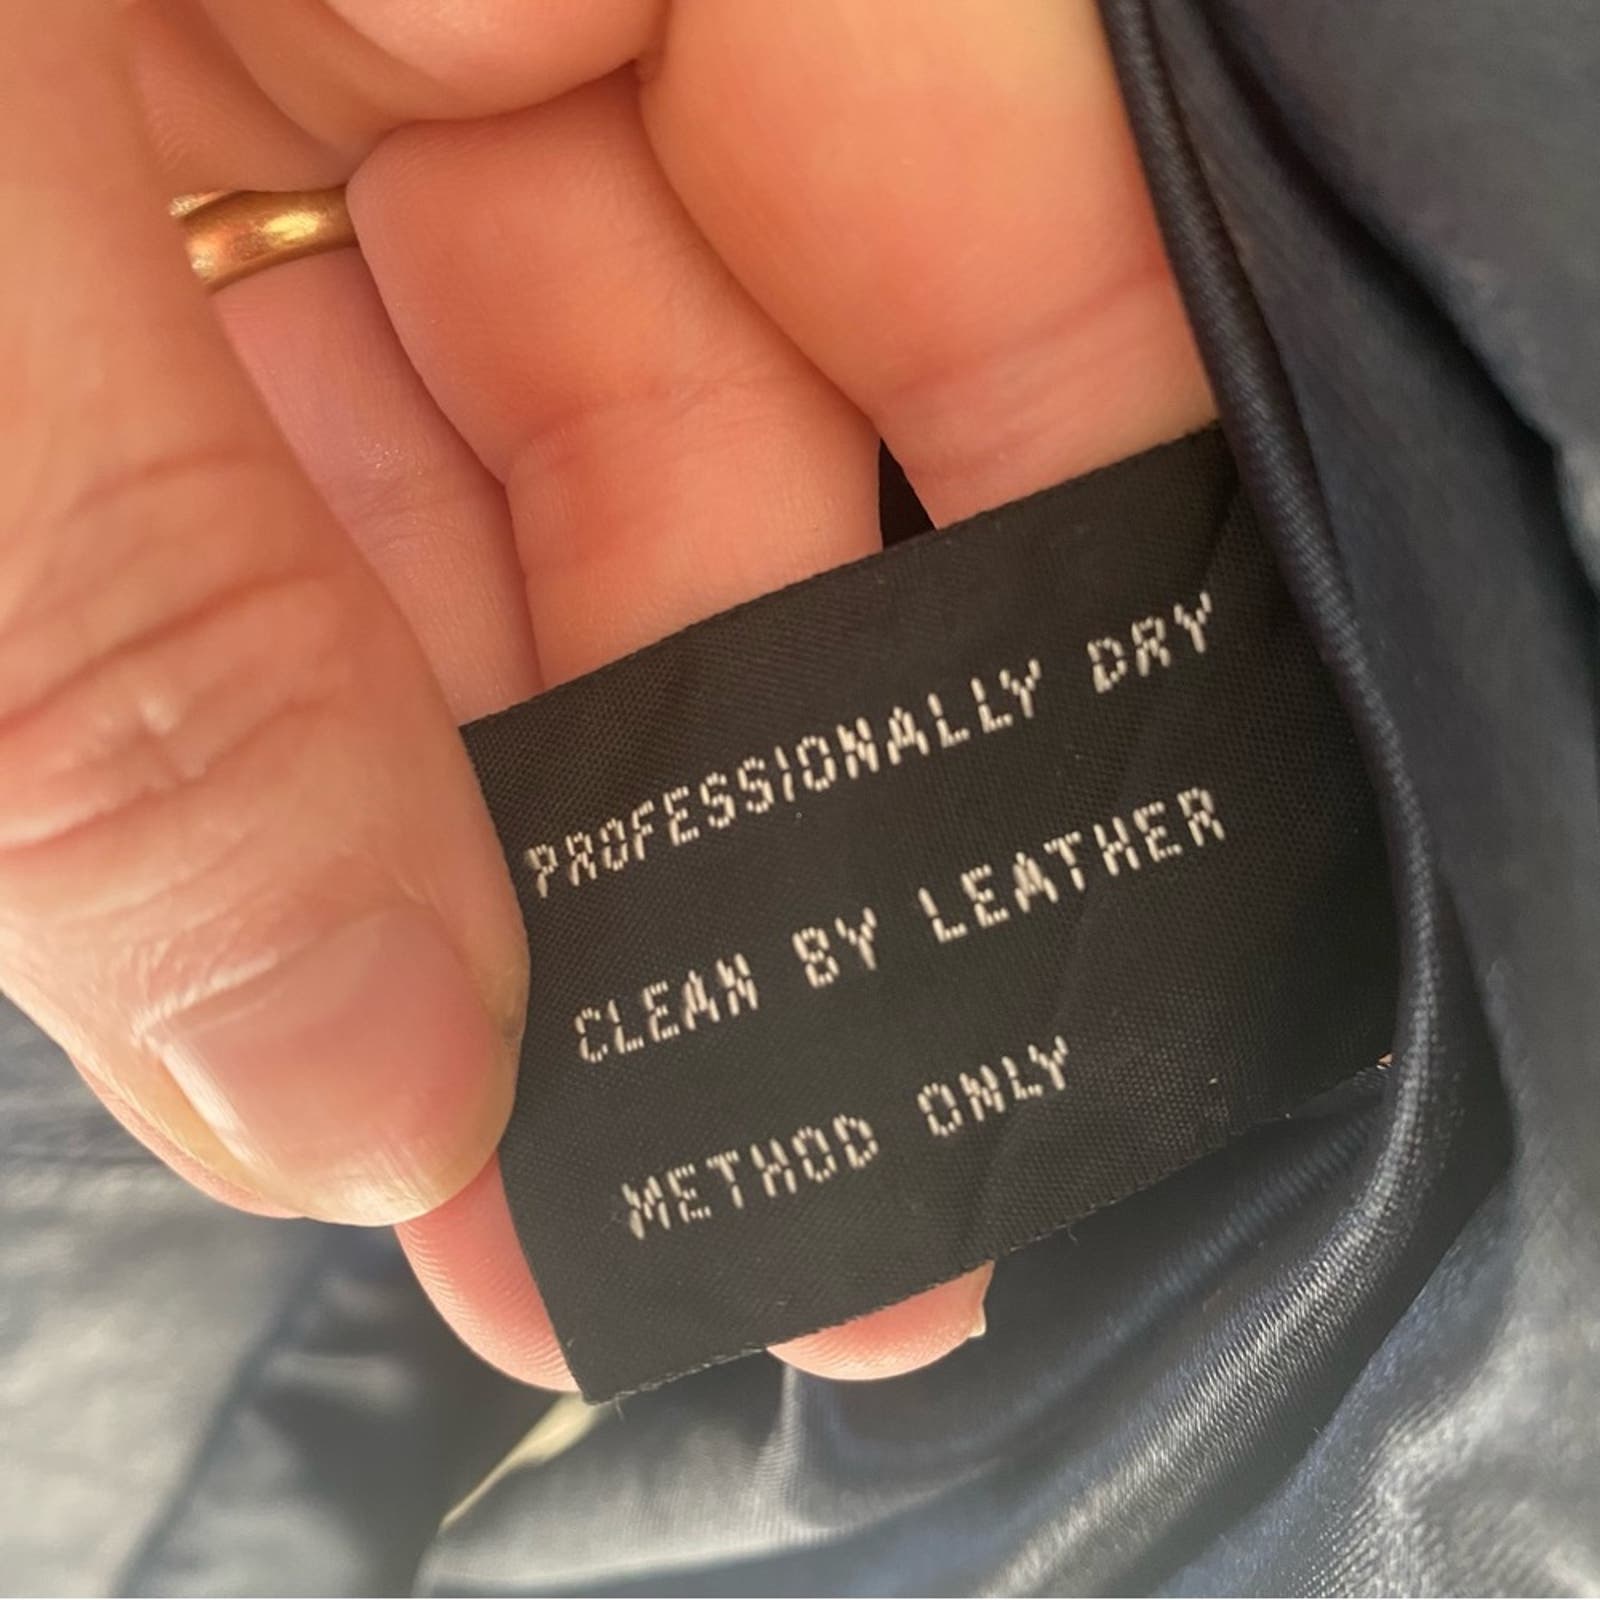 PROFESSIONALLY DRY
CLEAN BY LEATHER
METHOD ONLY